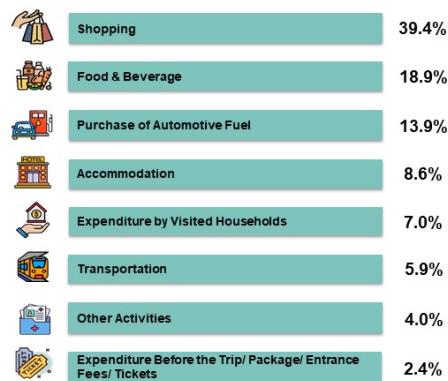 Shopping 39.4%
Food & Beverage 18.9%
Purchase of Automotive Fuel 13.9%
HOTEL
Accommodation 8.6%
Expenditure by Visited Households 7.0%
Transportation 5.9%
Other Activities 4.0%
Expenditure Before the Trip/ Package/ Entrance
Fees/ Tickets 2.4%